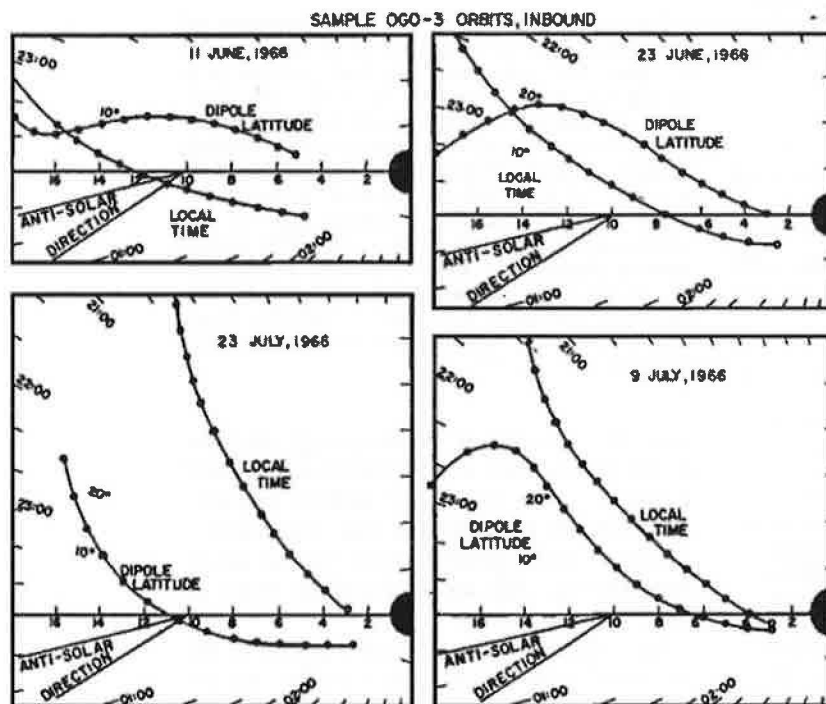 SAMPLE OGO-3 ORBITS, INBOUND
11 JUNE, 1966
23:00
10°
DIPOLE
LATITUDE
16 14 12 10 8 6 4 2
ANTI-SOLAR
DIRECTION
LOCAL
TIME
01:00
02:00
23 JUNE, 1966
22:00
20°
23:00
DIPOLE
LATITUDE
10°
LOCAL
TIME
16 14 12 10 8 6 4 2
ANTI-SOLAR
DIRECTION
01:00
02:00
23 JULY, 1966
21:00
22:00
LOCAL
TIME
20°
23:00
10°
DIPOLE
LATITUDE
16 14 12 10 8 6 4 2
ANTI-SOLAR
DIRECTION
01:00
02:00
9 JULY, 1966
21:00
22:00
23:00
20°
LOCAL
TIME
DIPOLE
LATITUDE
10°
16 14 12 10 8 6 4 2
ANTI-SOLAR
DIRECTION
01:00
02:00